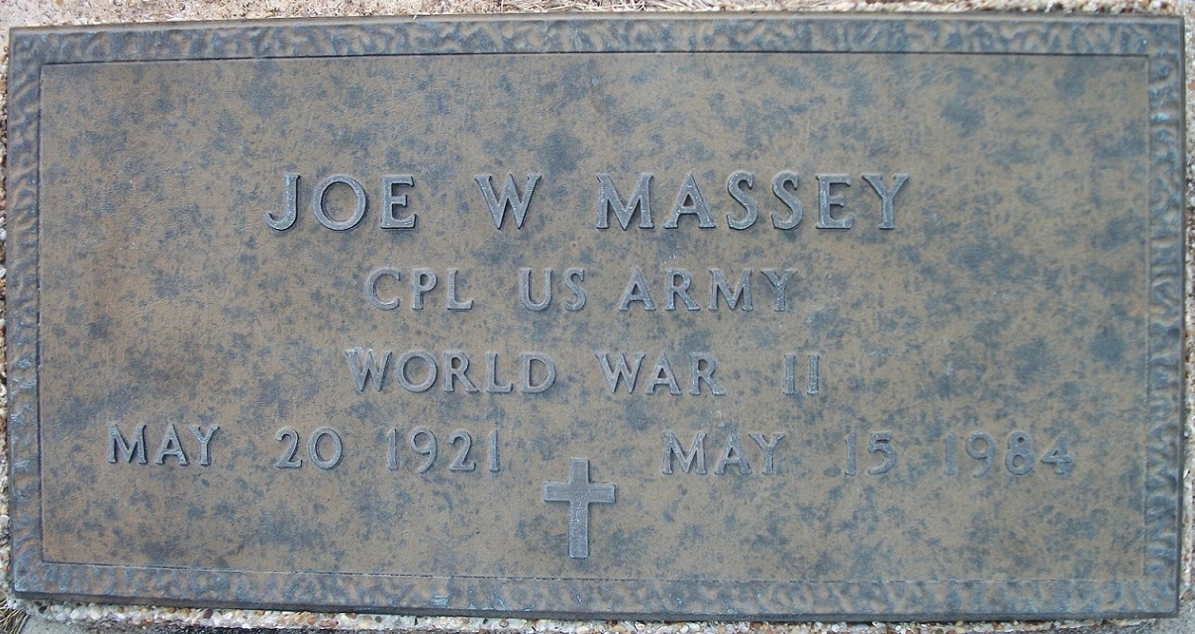 JOE W MASSEY
CPL US ARMY
WORLD WAR II
MAY 20 1921 MAY 15 1984